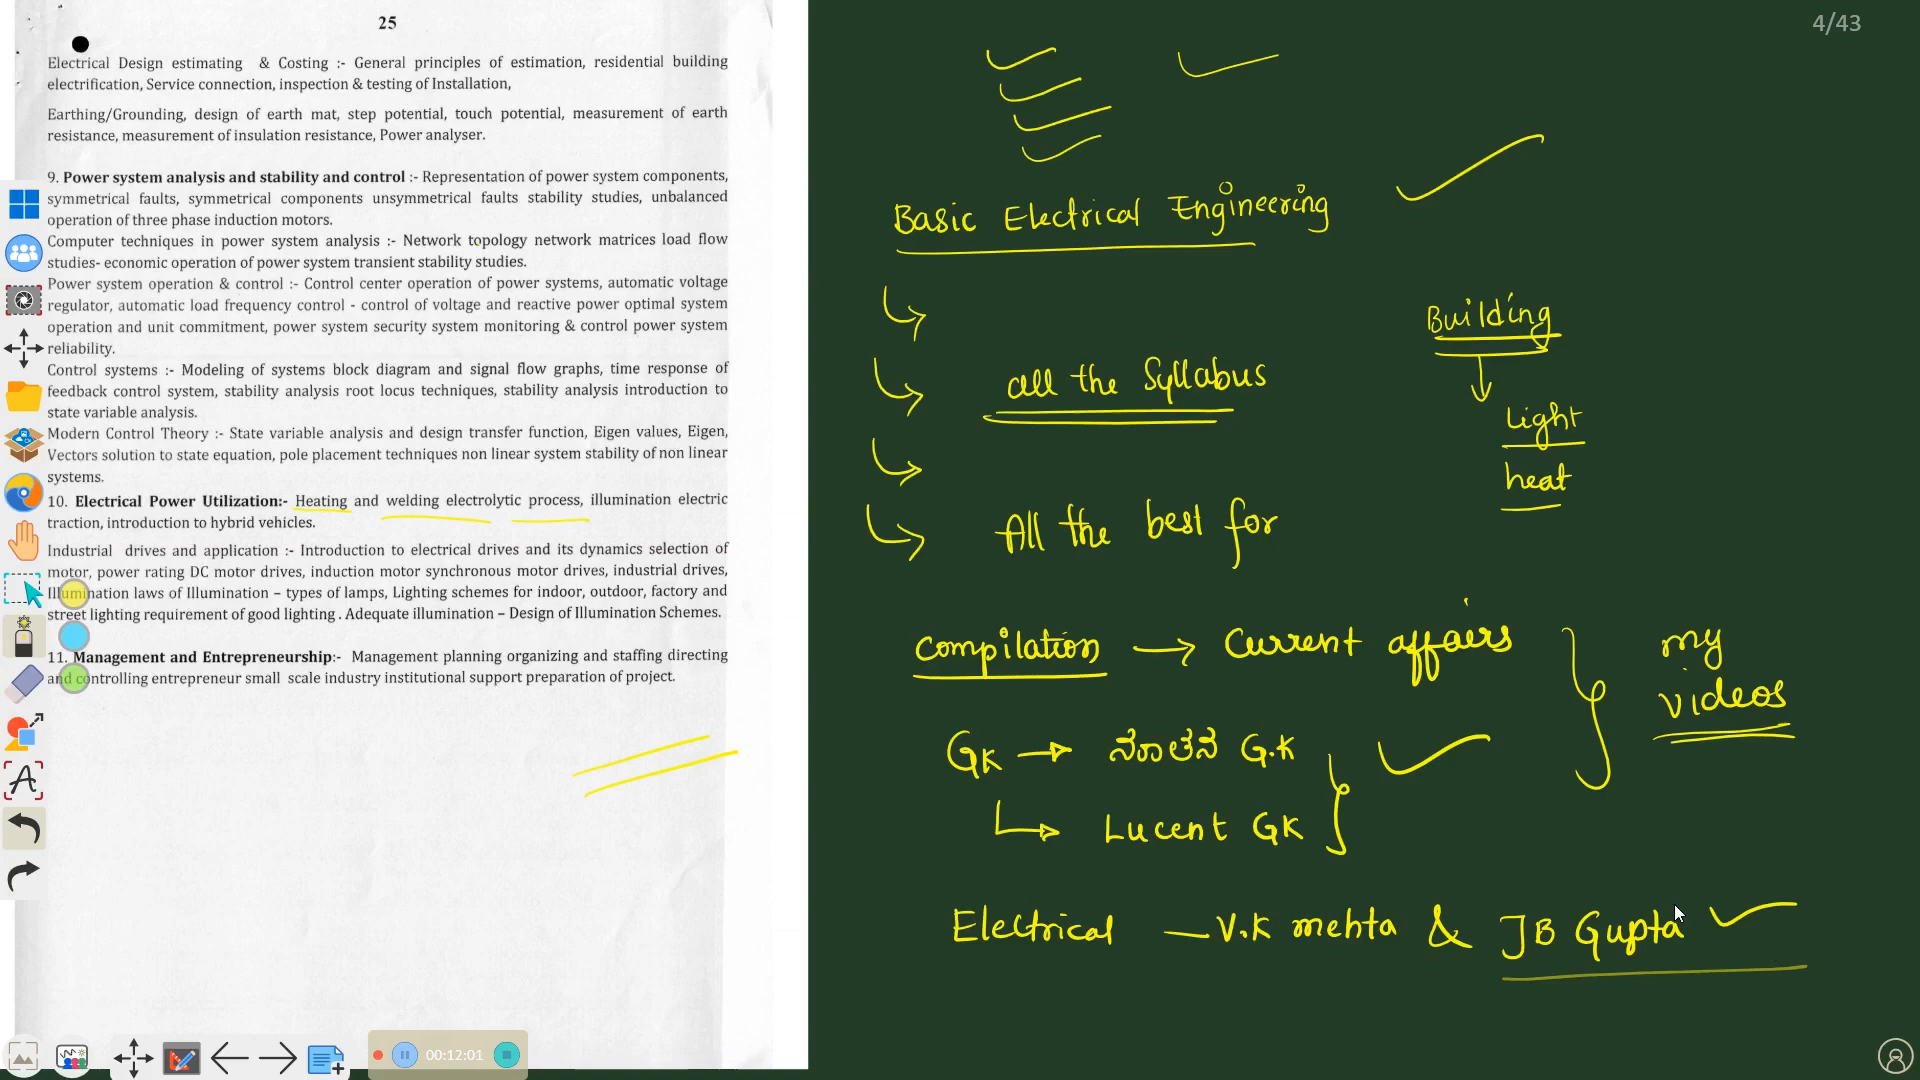 25
Electrical Design estimating & Costing :- General principles of estimation, residential building
electrification, Service connection, inspection & testing of Installation,
Earthing/Grounding, design of earth mat, step potential, touch potential, measurement of earth
resistance, measurement of insulation resistance, Power analyser.
9. Power system analysis and stability and control :- Representation of power system components,
symmetrical faults, symmetrical components unsymmetrical faults stability studies, unbalanced
operation of three phase induction motors.
Computer techniques in power system analysis :- Network topology network matrices load flow
studies- economic operation of power system transient stability studies.
Power system operation & control :- Control center operation of power systems, automatic voltage
regulator, automatic load frequency control - control of voltage and reactive power optimal system
operation and unit commitment, power system security system monitoring & control power system
reliability.
Control systems :- Modeling of systems block diagram and signal flow graphs, time response of
feedback control system, stability analysis root locus techniques, stability analysis introduction to
state variable analysis.
Modern Control Theory :- State variable analysis and design transfer function, Eigen values, Eigen,
Vectors solution to state equation, pole placement techniques non linear system stability of non linear
systems.
10. Electrical Power Utilization:- Heating and welding electrolytic process, illumination electric
traction, introduction to hybrid vehicles.
Industrial drives and application :- Introduction to electrical drives and its dynamics selection of
motor, power rating DC motor drives, induction motor synchronous motor drives, industrial drives,
Illumination laws of Illumination – types of lamps, Lighting schemes for indoor, outdoor, factory and
street lighting requirement of good lighting . Adequate illumination – Design of Illumination Schemes.
11. Management and Entrepreneurship:- Management planning organizing and staffing directing
and controlling entrepreneur small scale industry institutional support preparation of project.
00:12:01
4/43
Basic Electrical Engineering
Building
all the Syllabus
Light
heat
All the best for
Compilation → Current affairs
my
videos
GK → G.K
Lucent GK
Electrical — V.K mehta & JB Gupta